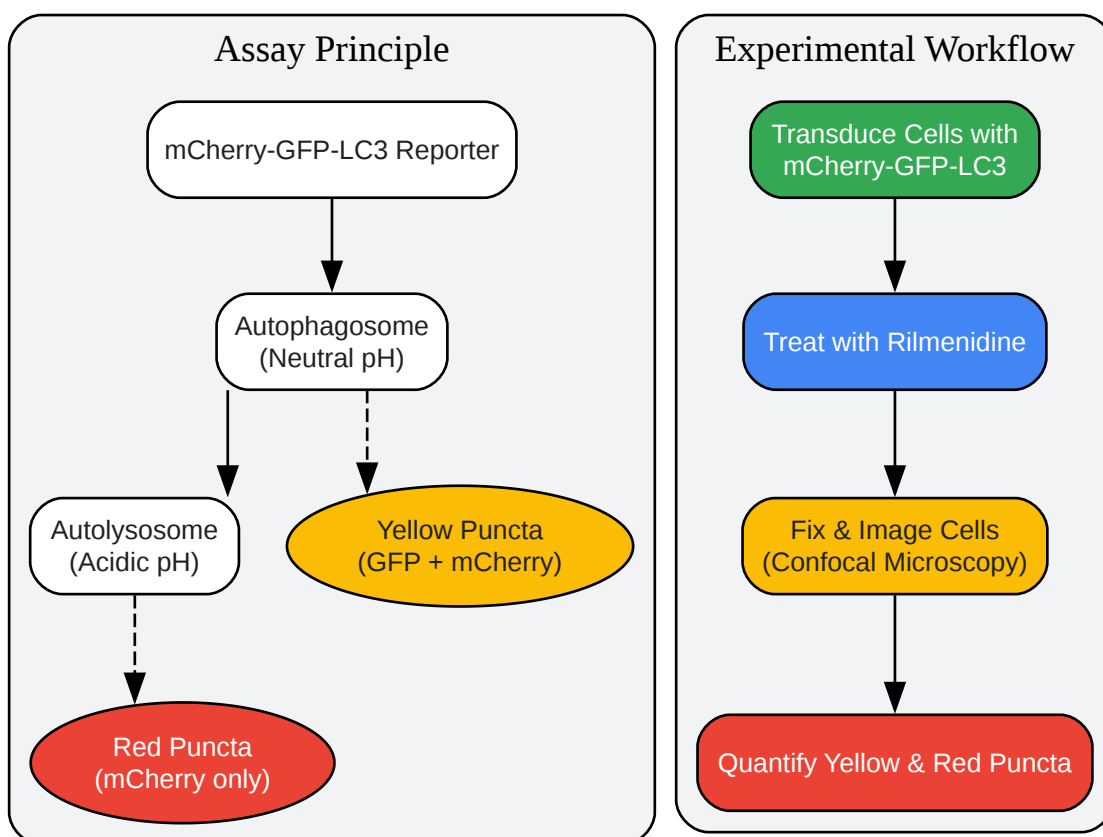 Assay Principle
mCherry-GFP-LC3 Reporter
Autophagosome
(Neutral pH)
Autolysosome
(Acidic pH)
Yellow Puncta
(GFP + mCherry)
Red Puncta
(mCherry only)
Experimental Workflow
Transduce Cells with
mCherry-GFP-LC3
Treat with Rilmenidine
Fix & Image Cells
(Confocal Microscopy)
Quantify Yellow & Red Puncta